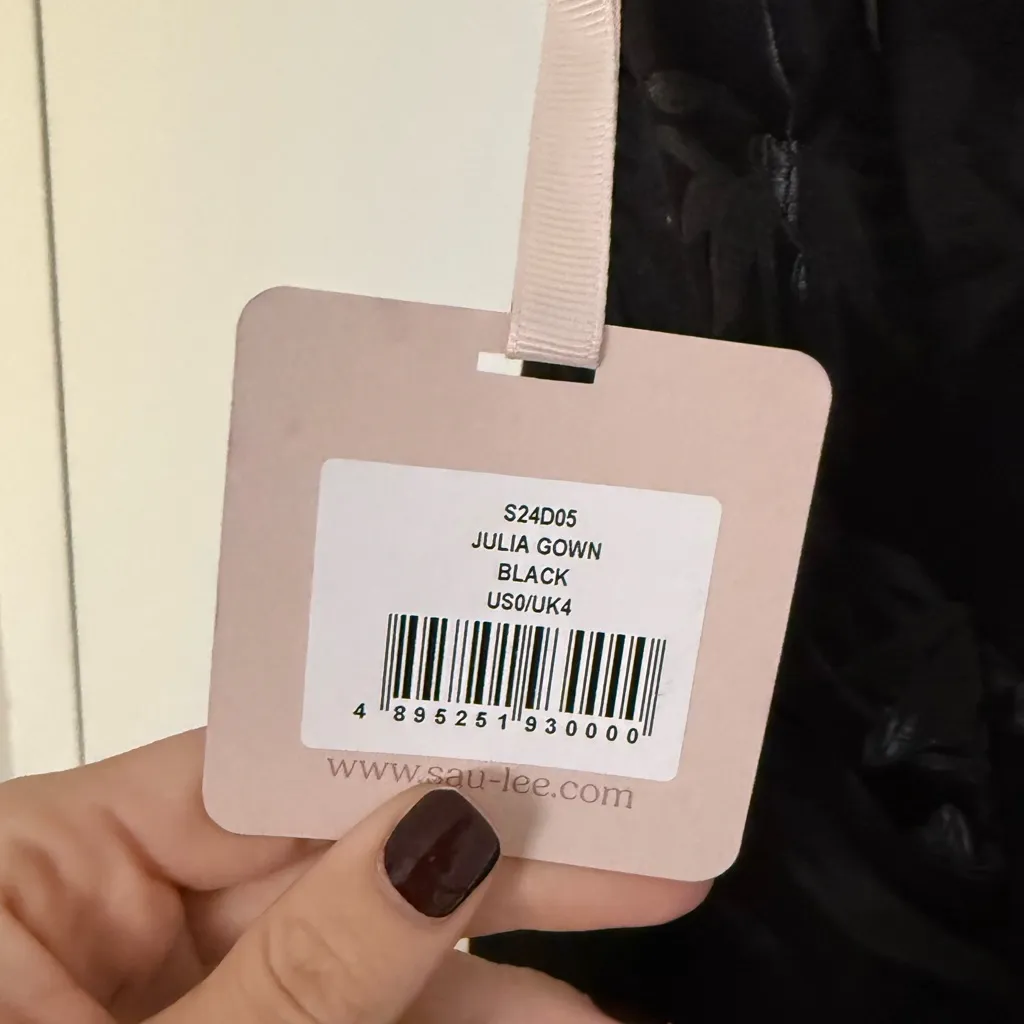 S24D05
JULIA GOWN
BLACK
US0/UK4
4 895251 930000
www.sau-lee.com